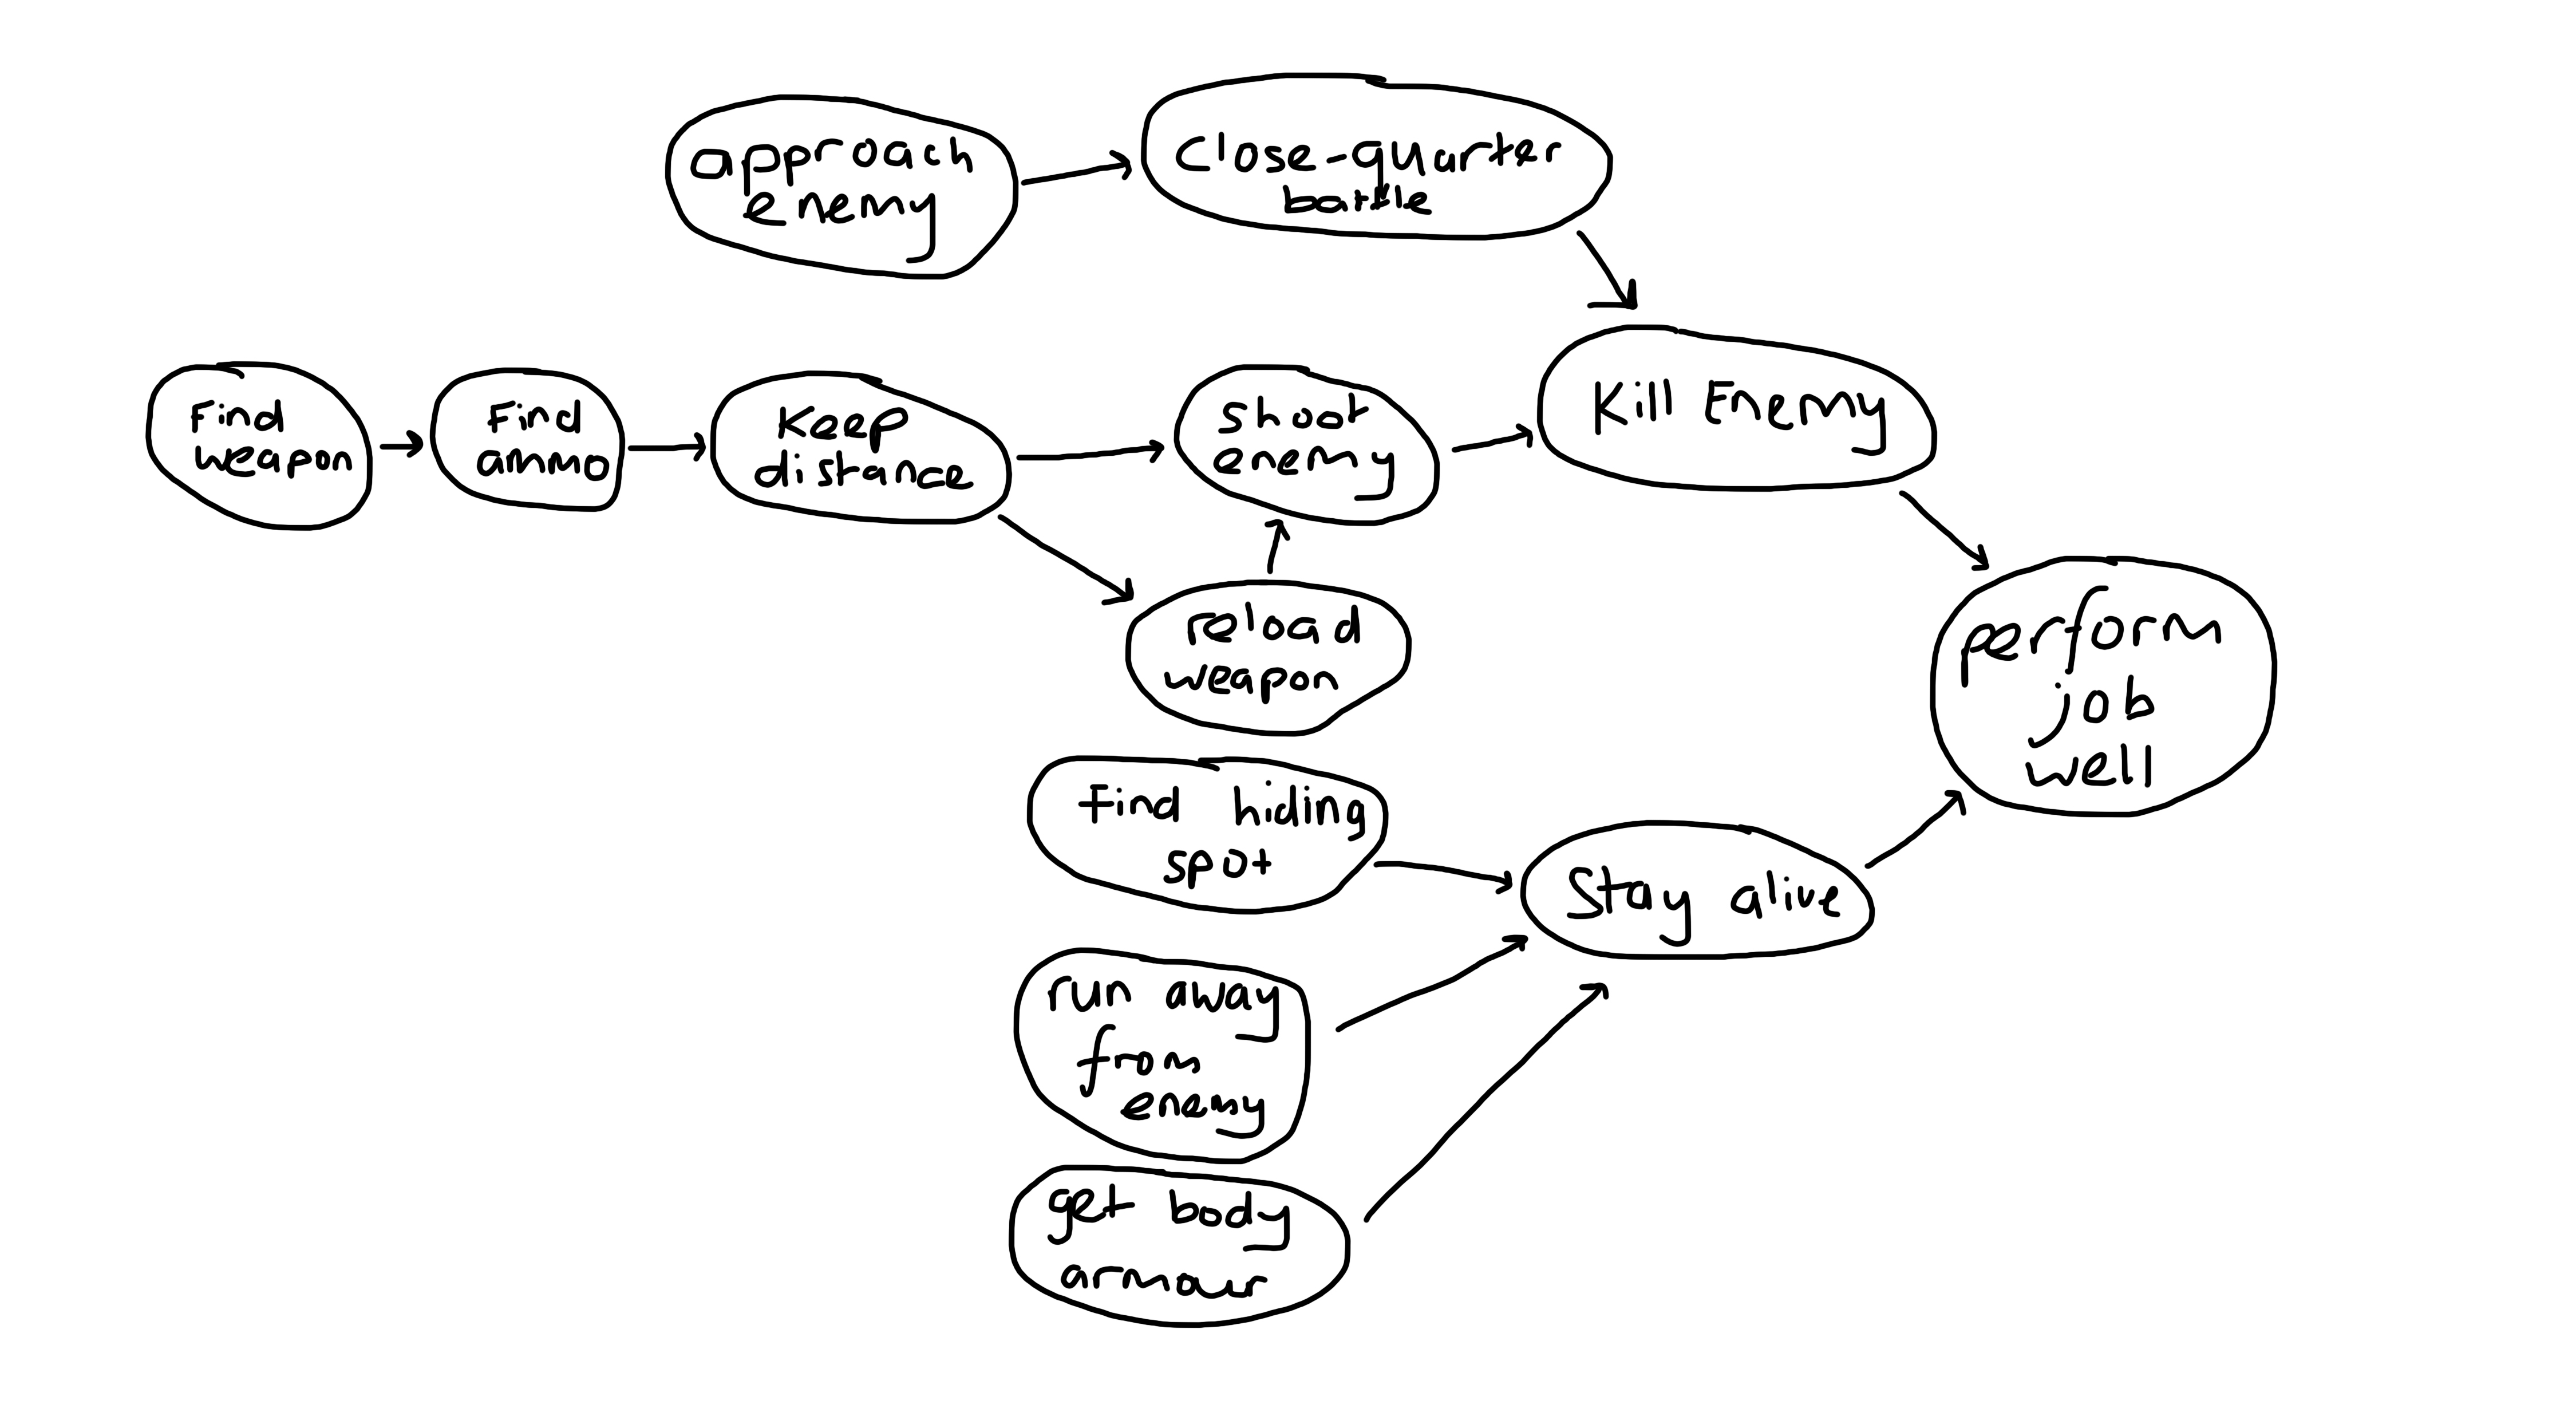 approach
enemy
Close-quarter
battle
Find
weapon
Find
ammo
Keep
distance
shoot
enemy
Kill Enemy
reload
weapon
perform
job
well
Find hiding
spot
Stay alive
run away
from
enemy
get body
armour